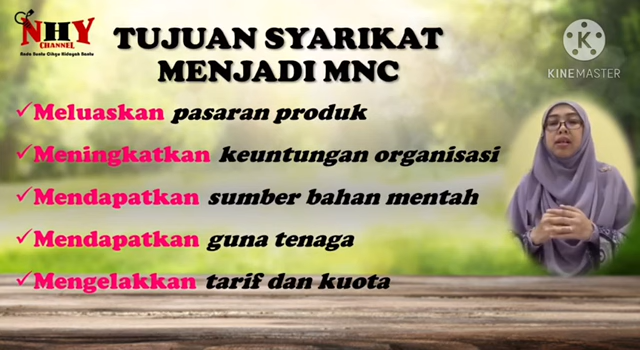 NHY
CHANNEL
TUJUAN SYARIKAT
MENJADI MNC
K
KINEMASTER
✓Meluaskan pasaran produk
✓Meningkatkan keuntungan organisasi
✓Mendapatkan sumber bahan mentah
✓Mendapatkan guna tenaga
✓Mengelakkan tarif dan kuota